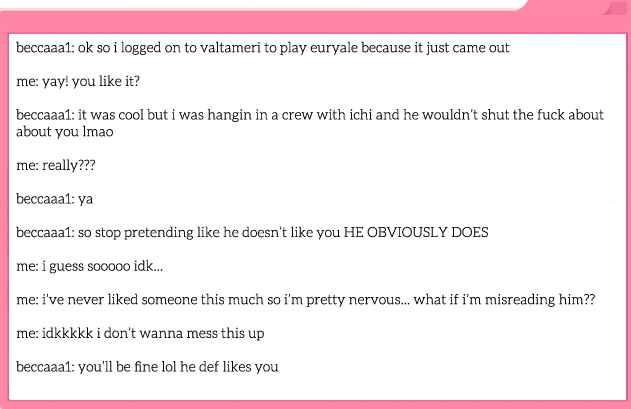 beccaaa1: ok so i logged on to valtameri to play euryale because it just came out
me: yay! you like it?
beccaaa1: it was cool but i was hangin in a crew with ichi and he wouldn't shut the fuck about
about you lmao
me: really???
beccaaa1: ya
beccaaa1: so stop pretending like he doesn't like you HE OBVIOUSLY DOES
me: i guess sooooo idk...
me: i've never liked someone this much so i'm pretty nervous... what if i'm misreading him??
me: idkkkkk i don't wanna mess this up
beccaaa1: you'll be fine lol he def likes you